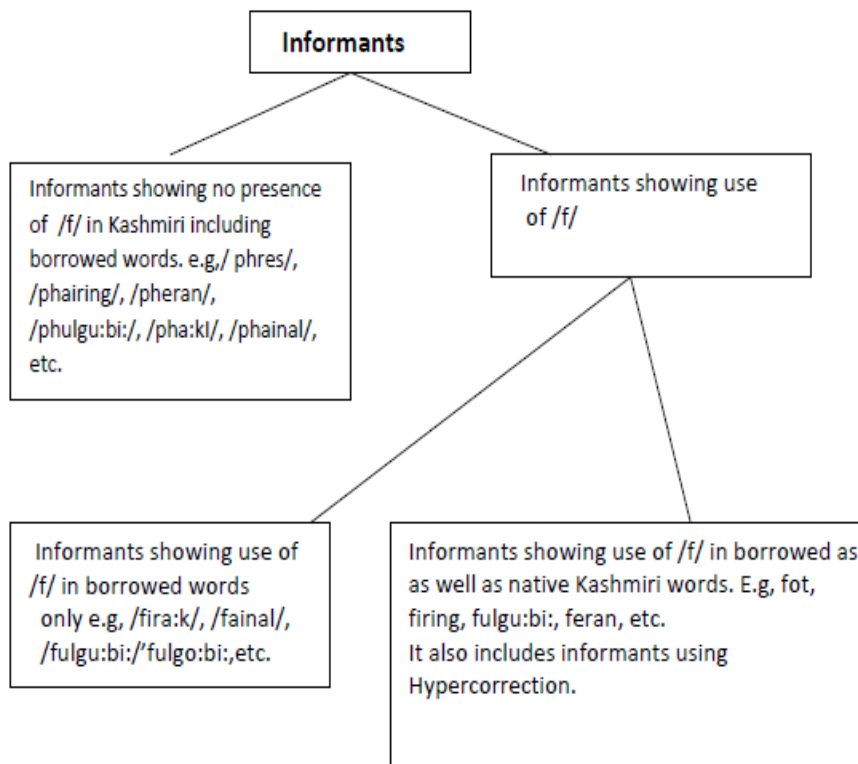 Informants
Informants showing no presence
of /f/ in Kashmiri including
borrowed words. e.g,/ phres/,
/phairing/, /pheran/,
/phulgu:bi:/, /pha:kI/, /phainal/,
etc.
Informants showing use
of /f/
Informants showing use of
/f/ in borrowed words
only e.g, /fira:k/, /fainal/,
/fulgu:bi:/'fulgo:bi:,etc.
Informants showing use of /f/ in borrowed as
as well as native Kashmiri words. E.g, fot,
firing, fulgu:bi:, feran, etc.
It also includes informants using
Hypercorrection.